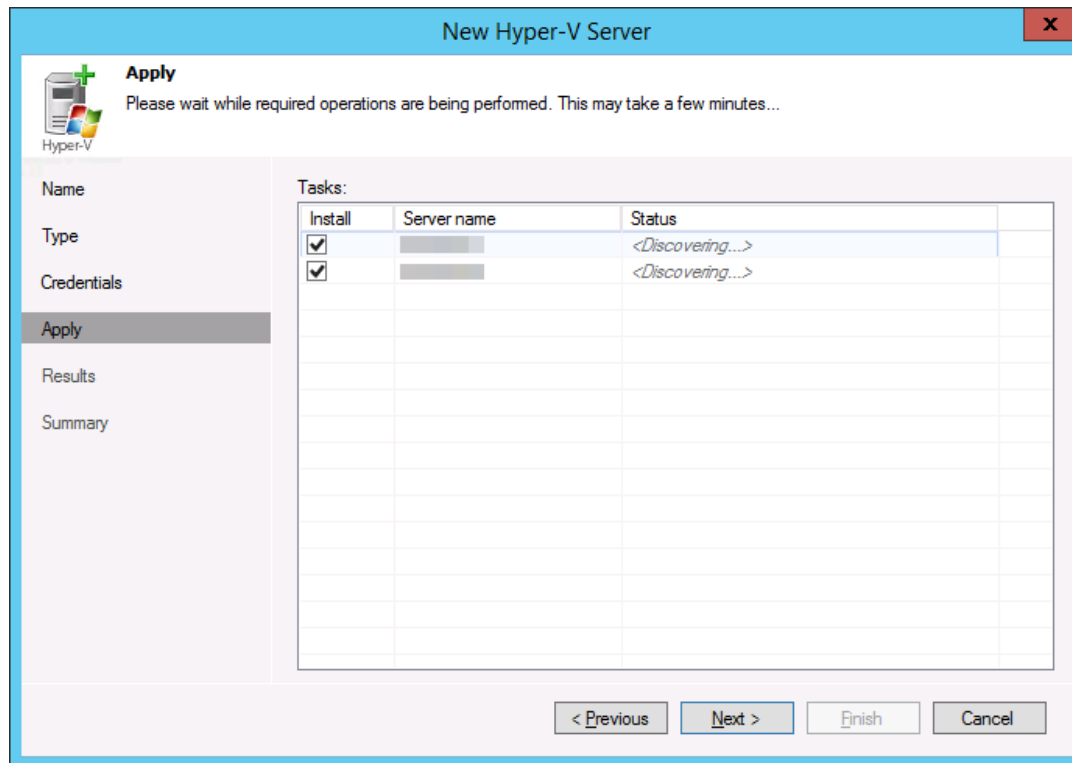 New Hyper-V Server
x
Apply
Please wait while required operations are being performed. This may take a few minutes...
Hyper-V
Name
Type
Credentials
Apply
Results
Summary
Tasks:
Install Server name Status
<Discovering...>
<Discovering...>
< Previous Next > Finish Cancel